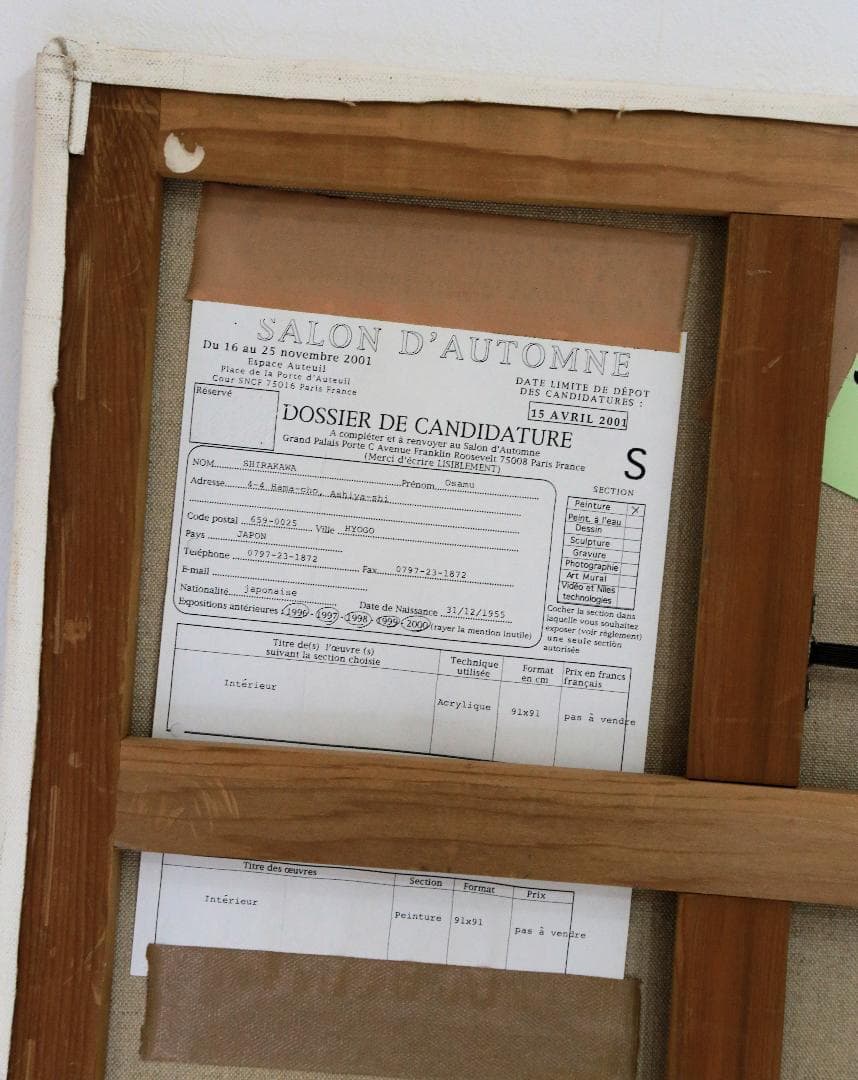 SALON D'AUTOMNE
Du 16 au 25 novembre 2001
Espace Auteuil
Place de la Porte d'Auteuil
Cour SNCF 75016 Paris France
DATE LIMITE DE DÉPOT
DES CANDIDATURES :
15 AVRIL 2001
Réservé
DOSSIER DE CANDIDATURE
A compléter et à renvoyer au Salon d'Automne
Grand Palais Porte C Avenue Franklin Roosevelt 75008 Paris France
(Merci d'écrire LISIBLEMENT)
S
NOM SHIRAKAWA Prénom Osamu
Adresse 4-4 Hama-cho, Ashiya-shi
Code postal 659-0025 Ville HYOGO
Pays JAPON
Téléphone 0797-23-1872 Fax 0797-23-1872
E-mail
Nationalité japonaise Date de Naissance 31/12/1955
Expositions antérieures : 1996 - 1997 - 1998 - 1999 - 2000 (rayer la mention inutile)
SECTION
Peinture X
Peint. à l'eau
Dessin
Sculpture
Gravure
Photographie
Art Mural
Vidéo et Nlles
technologies
Cocher la section dans
laquelle vous souhaitez
exposer (voir règlement)
une seule section
autorisée
Titre de(s) l'œuvre (s)
suivant la section choisie
Technique
utilisée
Format
en cm
Prix en francs
français
Intérieur Acrylique 91x91 pas à vendre
Titre des œuvres Section Format Prix
Intérieur Peinture 91x91 pas à vendre